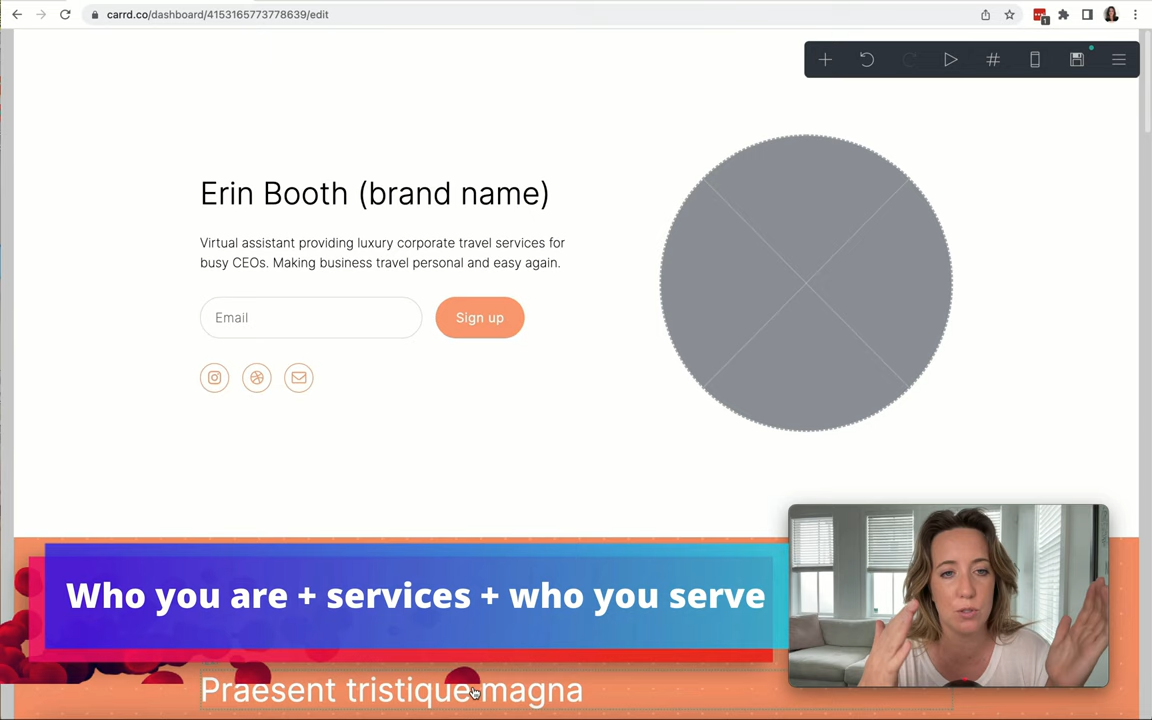 carrd.co/dashboard/4153165773778639/edit
1
Erin Booth (brand name)
Virtual assistant providing luxury corporate travel services for
busy CEOs. Making business travel personal and easy again.
Email
Sign up
Who you are + services + who you serve
Praesent tristique magna